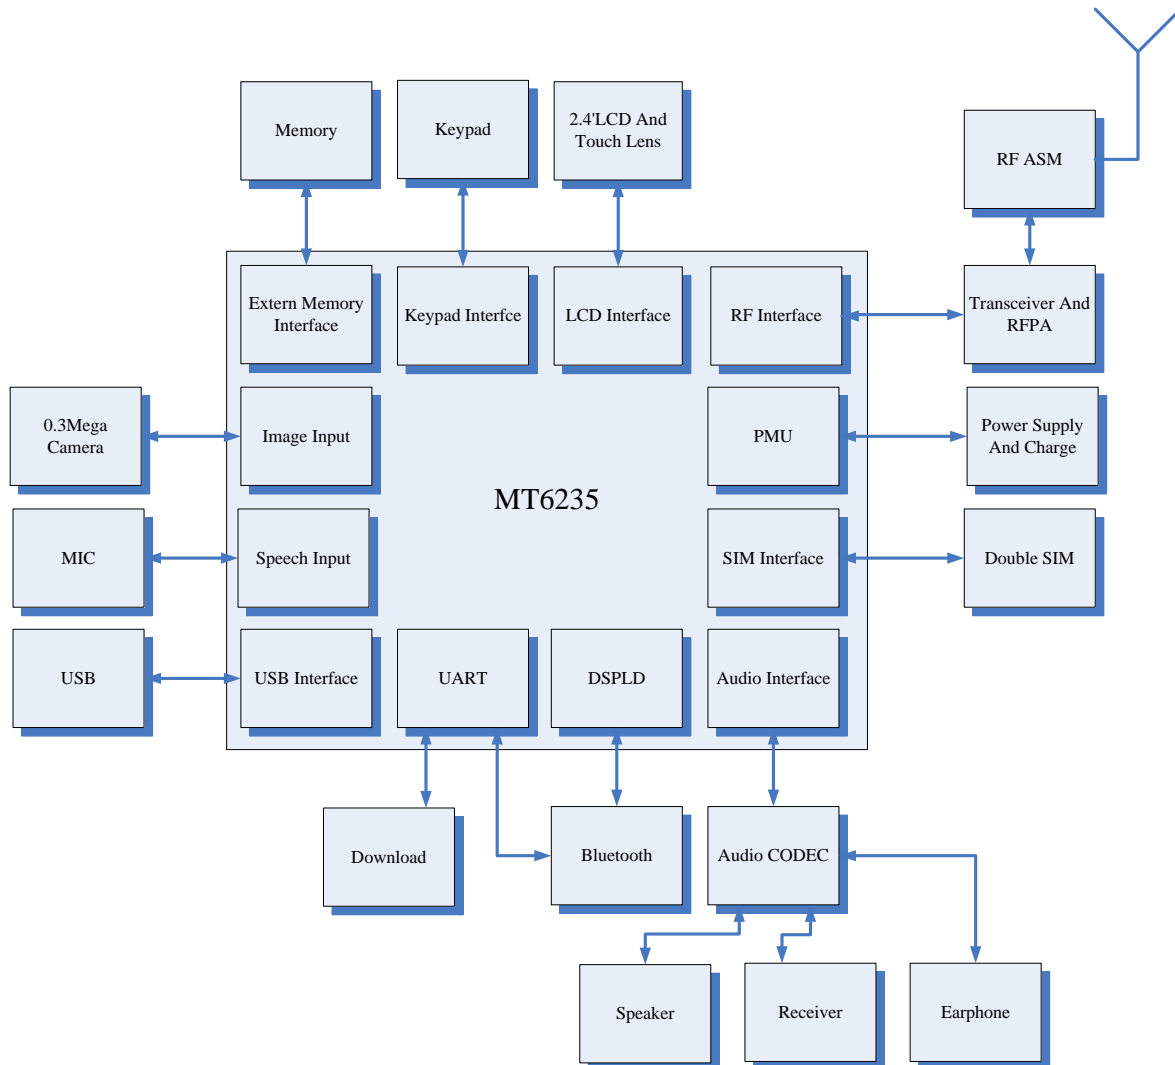 Memory
Keypad
2.4'LCD And
Touch Lens
RF ASM
Extern Memory
Interface
Keypad Interfce
LCD Interface
RF Interface
Transceiver And
RFPA
0.3Mega
Camera
Image Input
PMU
Power Supply
And Charge
MT6235
MIC
Speech Input
SIM Interface
Double SIM
USB
USB Interface
UART
DSPLD
Audio Interface
Download
Bluetooth
Audio CODEC
Speaker
Receiver
Earphone